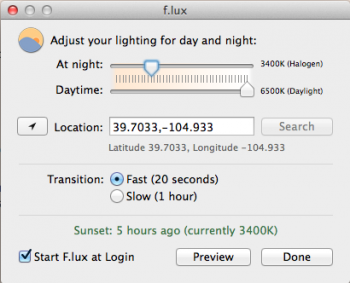 f.lux
Adjust your lighting for day and night:
At night: 3400K (Halogen)
Daytime: 6500K (Daylight)
Location: 39.7033,-104.933 Search
Latitude 39.7033, Longitude -104.933
Transition: Fast (20 seconds)
Slow (1 hour)
Sunset: 5 hours ago (currently 3400K)
Start F.lux at Login Preview Done